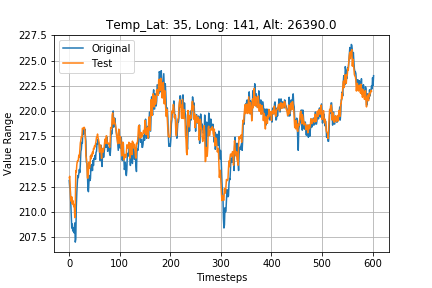 Temp_Lat: 35, Long: 141, Alt: 26390.0
Original
Test
Value Range
227.5
225.0
222.5
220.0
217.5
215.0
212.5
210.0
207.5
0 100 200 300 400 500 600
Timesteps